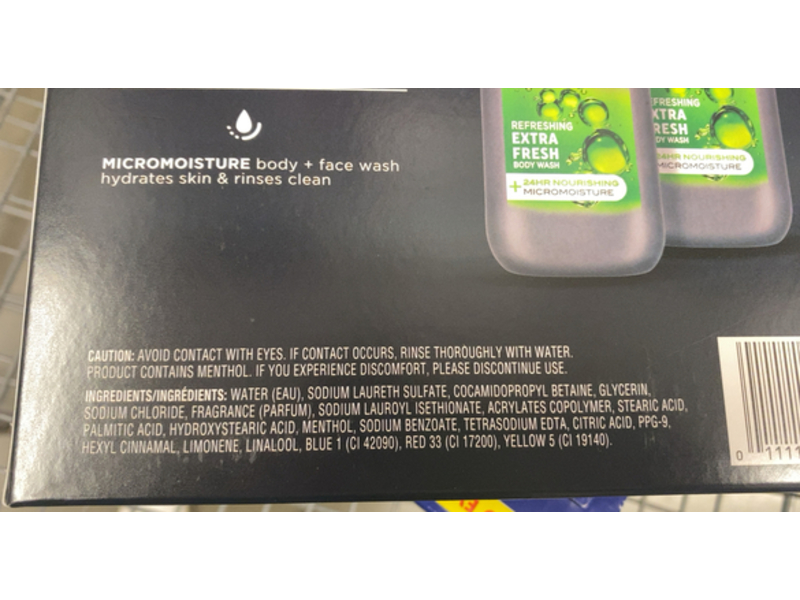 MICROMOISTURE body + face wash
hydrates skin & rinses clean
REFRESHING
EXTRA
FRESH
BODY WASH
+ 24HR NOURISHING
MICROMOISTURE
EFRESHING
XTRA
RESH
ODY WASH
24HR NOURISHING
MICROMOISTURE
CAUTION: AVOID CONTACT WITH EYES. IF CONTACT OCCURS, RINSE THOROUGHLY WITH WATER.
PRODUCT CONTAINS MENTHOL. IF YOU EXPERIENCE DISCOMFORT, PLEASE DISCONTINUE USE.
INGREDIENTS/INGRÉDIENTS: WATER (EAU), SODIUM LAURETH SULFATE, COCAMIDOPROPYL BETAINE, GLYCERIN,
SODIUM CHLORIDE, FRAGRANCE (PARFUM), SODIUM LAUROYL ISETHIONATE, ACRYLATES COPOLYMER, STEARIC ACID,
PALMITIC ACID, HYDROXYSTEARIC ACID, MENTHOL, SODIUM BENZOATE, TETRASODIUM EDTA, CITRIC ACID, PPG-9,
HEXYL CINNAMAL, LIMONENE, LINALOOL, BLUE 1 (CI 42090), RED 33 (CI 17200), YELLOW 5 (CI 19140).
0 1111